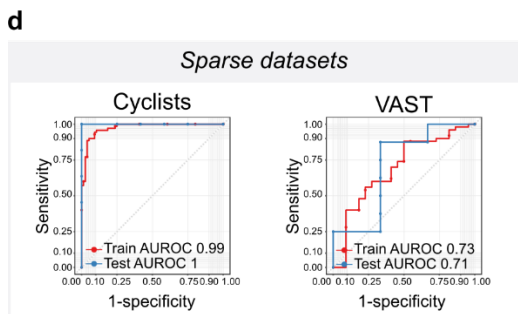 d
Sparse datasets
Cyclists
VAST
Sensitivity
1.00
0.90
0.75
0.50
0.25
0.10
0.00
Train AUROC 0.99
Test AUROC 1
0.00 0.10 0.25 0.50 0.75 0.90 1.00
1-specificity
Sensitivity
1.00
0.90
0.75
0.50
0.25
0.10
0.00
Train AUROC 0.73
Test AUROC 0.71
0.00 0.10 0.25 0.50 0.75 0.90 1.00
1-specificity